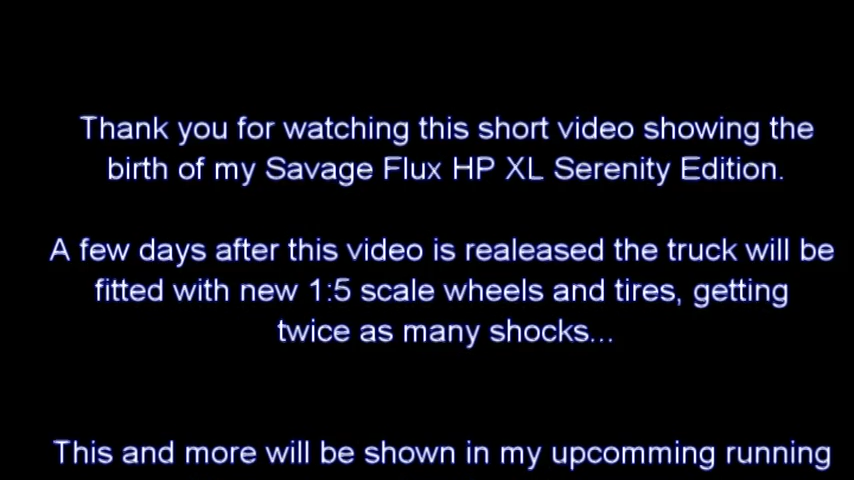 Thank you for watching this short video showing the
birth of my Savage Flux HP XL Serenity Edition.
A few days after this video is realeased the truck will be
fitted with new 1:5 scale wheels and tires, getting
twice as many shocks...
This and more will be shown in my upcomming running